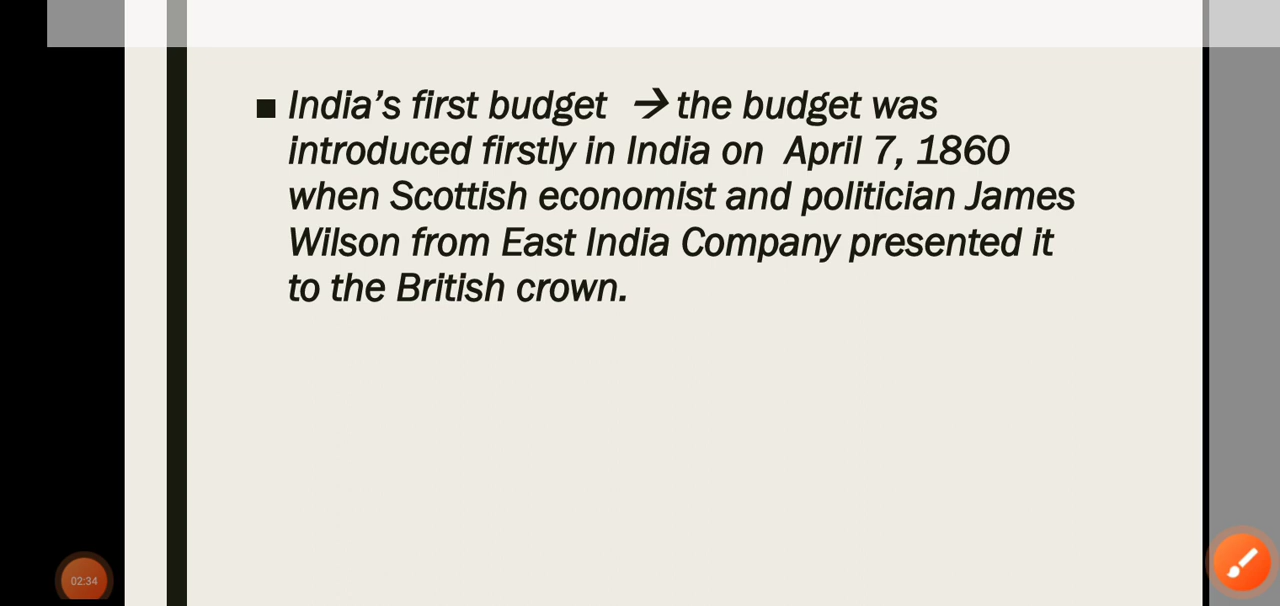 ■ India’s first budget → the budget was
introduced firstly in India on April 7, 1860
when Scottish economist and politician James
Wilson from East India Company presented it
to the British crown.
02:34